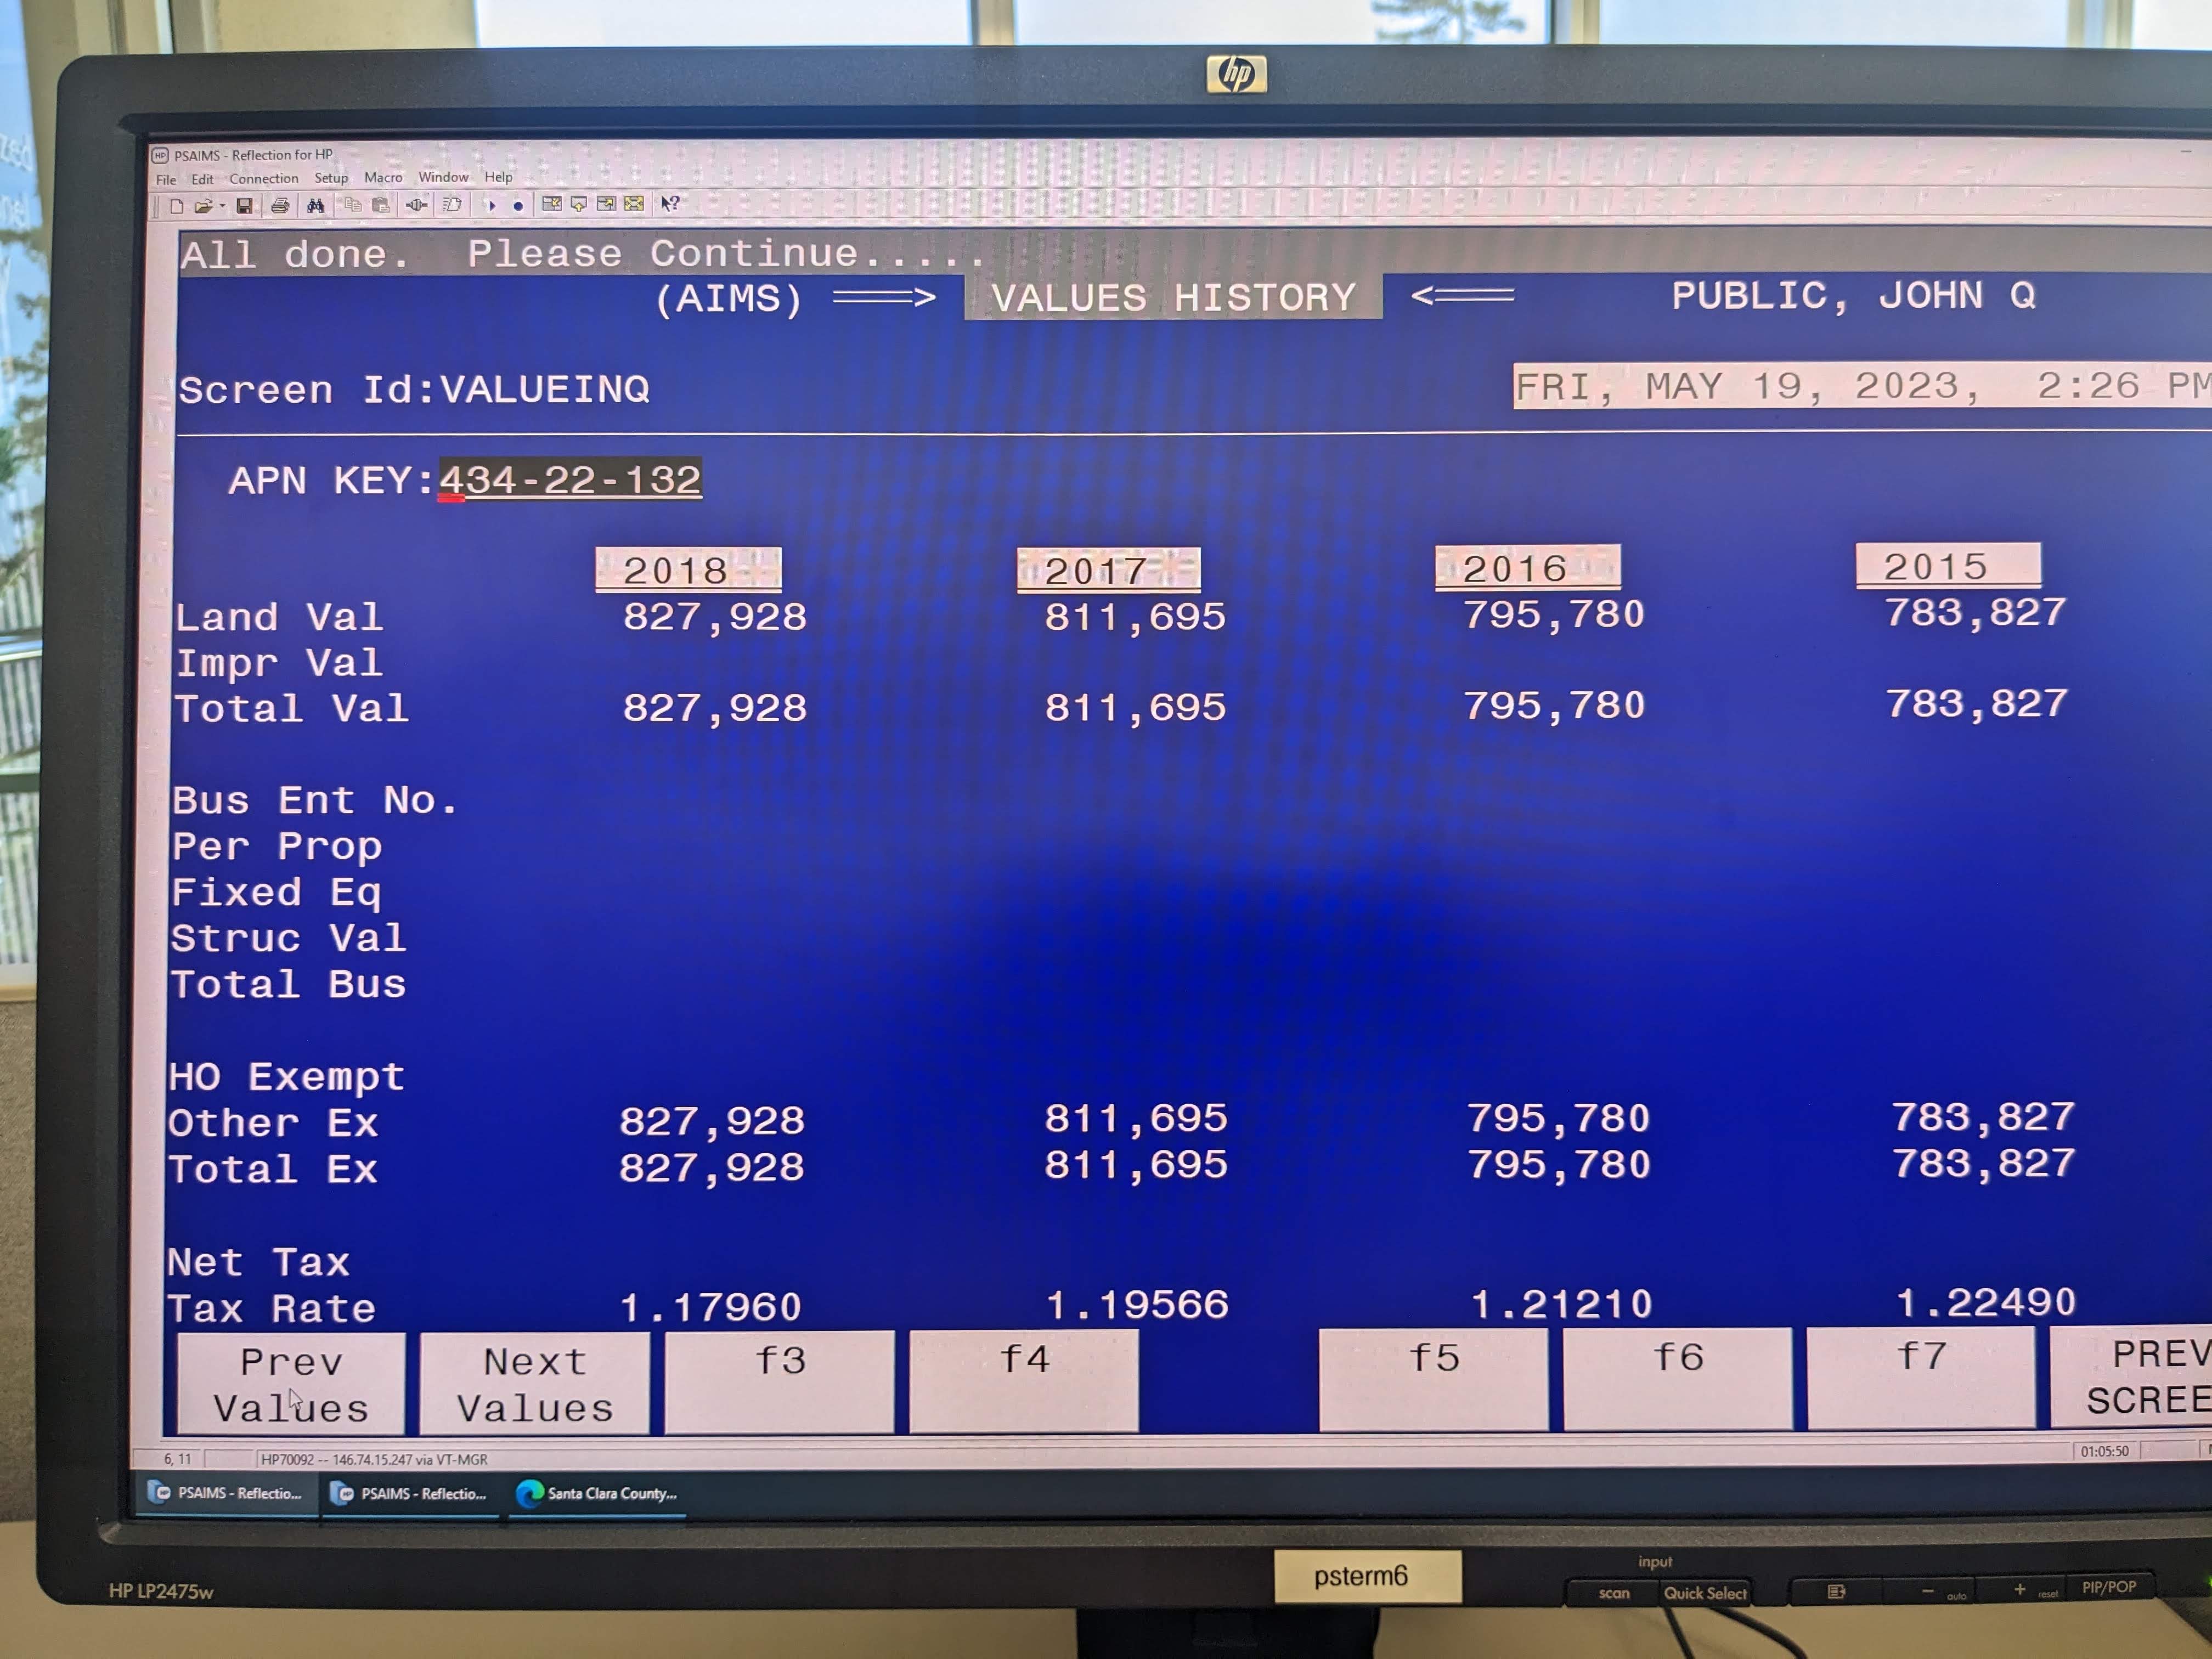 hp
PSAIMS - Reflection for HP
File Edit Connection Setup Macro Window Help
All done. Please Continue.....
(AIMS) ===> VALUES HISTORY <=== PUBLIC, JOHN Q
Screen Id:VALUEINQ FRI, MAY 19, 2023, 2:26 PM
APN KEY:434-22-132
2018 2017 2016 2015
Land Val 827,928 811,695 795,780 783,827
Impr Val
Total Val 827,928 811,695 795,780 783,827
Bus Ent No.
Per Prop
Fixed Eq
Struc Val
Total Bus
HO Exempt
Other Ex 827,928 811,695 795,780 783,827
Total Ex 827,928 811,695 795,780 783,827
Net Tax
Tax Rate 1.17960 1.19566 1.21210 1.22490
Prev Next f3 f4 f5 f6 f7 PREV
Values Values SCREE
6, 11 HP70092 -- 146.74.15.247 via VT-MGR 01:05:50
PSAIMS - Reflectio... PSAIMS - Reflectio... Santa Clara County...
HP LP2475w psterm6 input
scan Quick Select - auto + reset PIP/POP